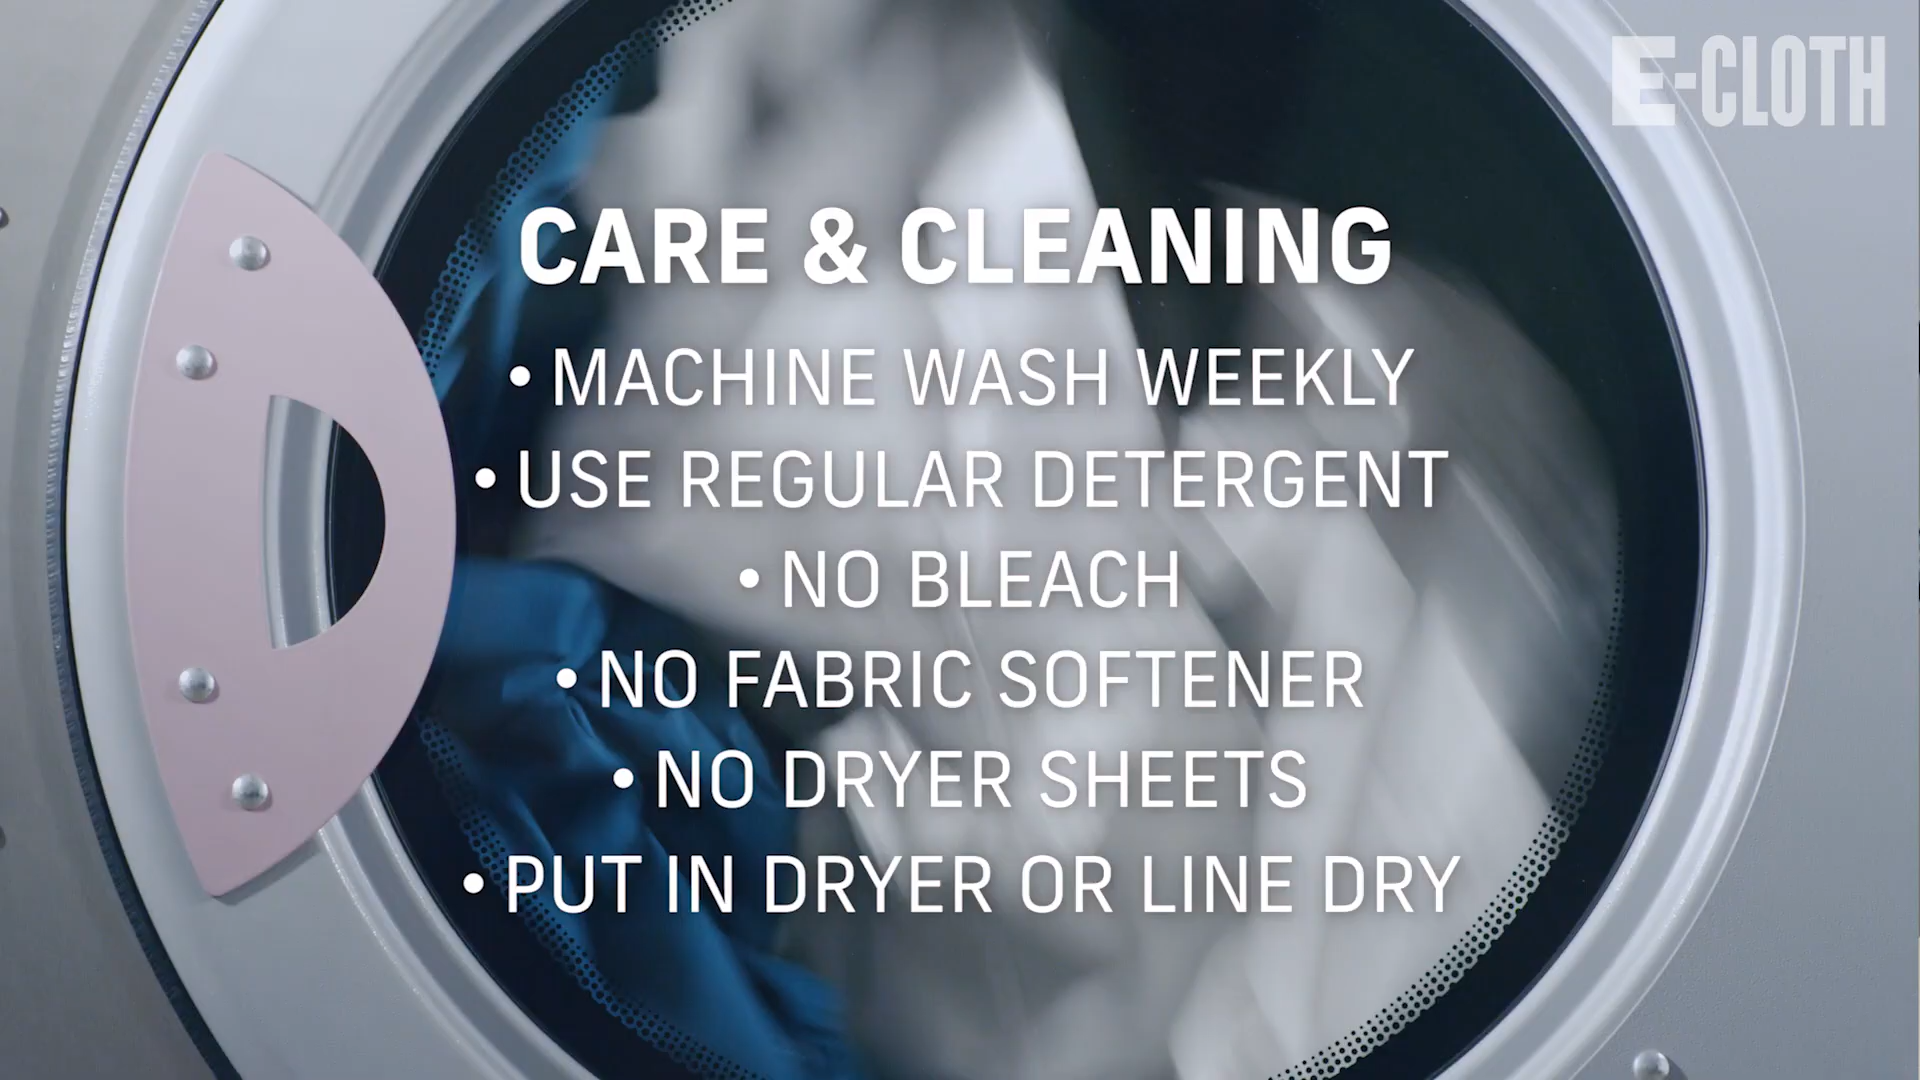 E-CLOTH
CARE & CLEANING
• MACHINE WASH WEEKLY
• USE REGULAR DETERGENT
• NO BLEACH
• NO FABRIC SOFTENER
• NO DRYER SHEETS
• PUT IN DRYER OR LINE DRY